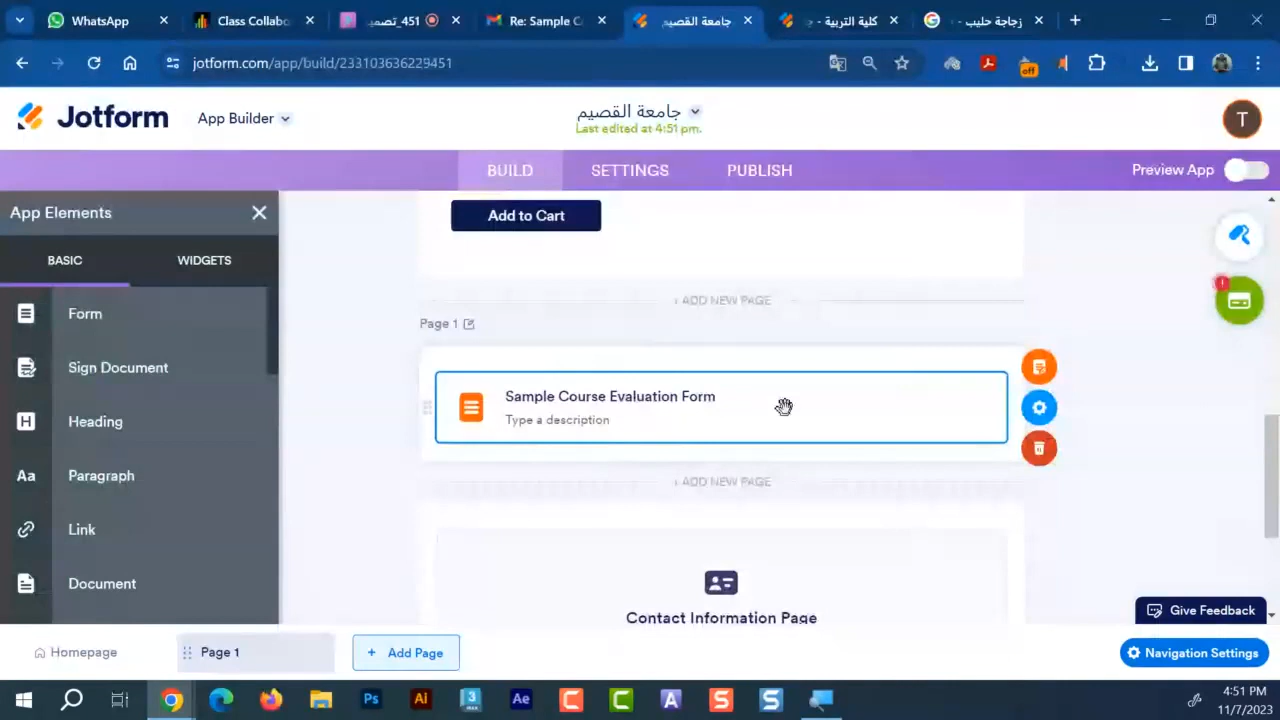 WhatsApp
Class Collabo
تصميم_451
Re: Sample C
جامعة القصيم
كلية التربية -
زجاجة حليب -
jotform.com/app/build/233103636229451
off
Jotform
App Builder
جامعة القصيم
Last edited at 4:51 pm.
T
BUILD
SETTINGS
PUBLISH
Preview App
App Elements
BASIC
WIDGETS
Form
Sign Document
Heading
Paragraph
Link
Document
Add to Cart
+ ADD NEW PAGE
Page 1
Sample Course Evaluation Form
Type a description
+ ADD NEW PAGE
Contact Information Page
Give Feedback
Homepage
Page 1
+ Add Page
Navigation Settings
4:51 PM
11/7/2023